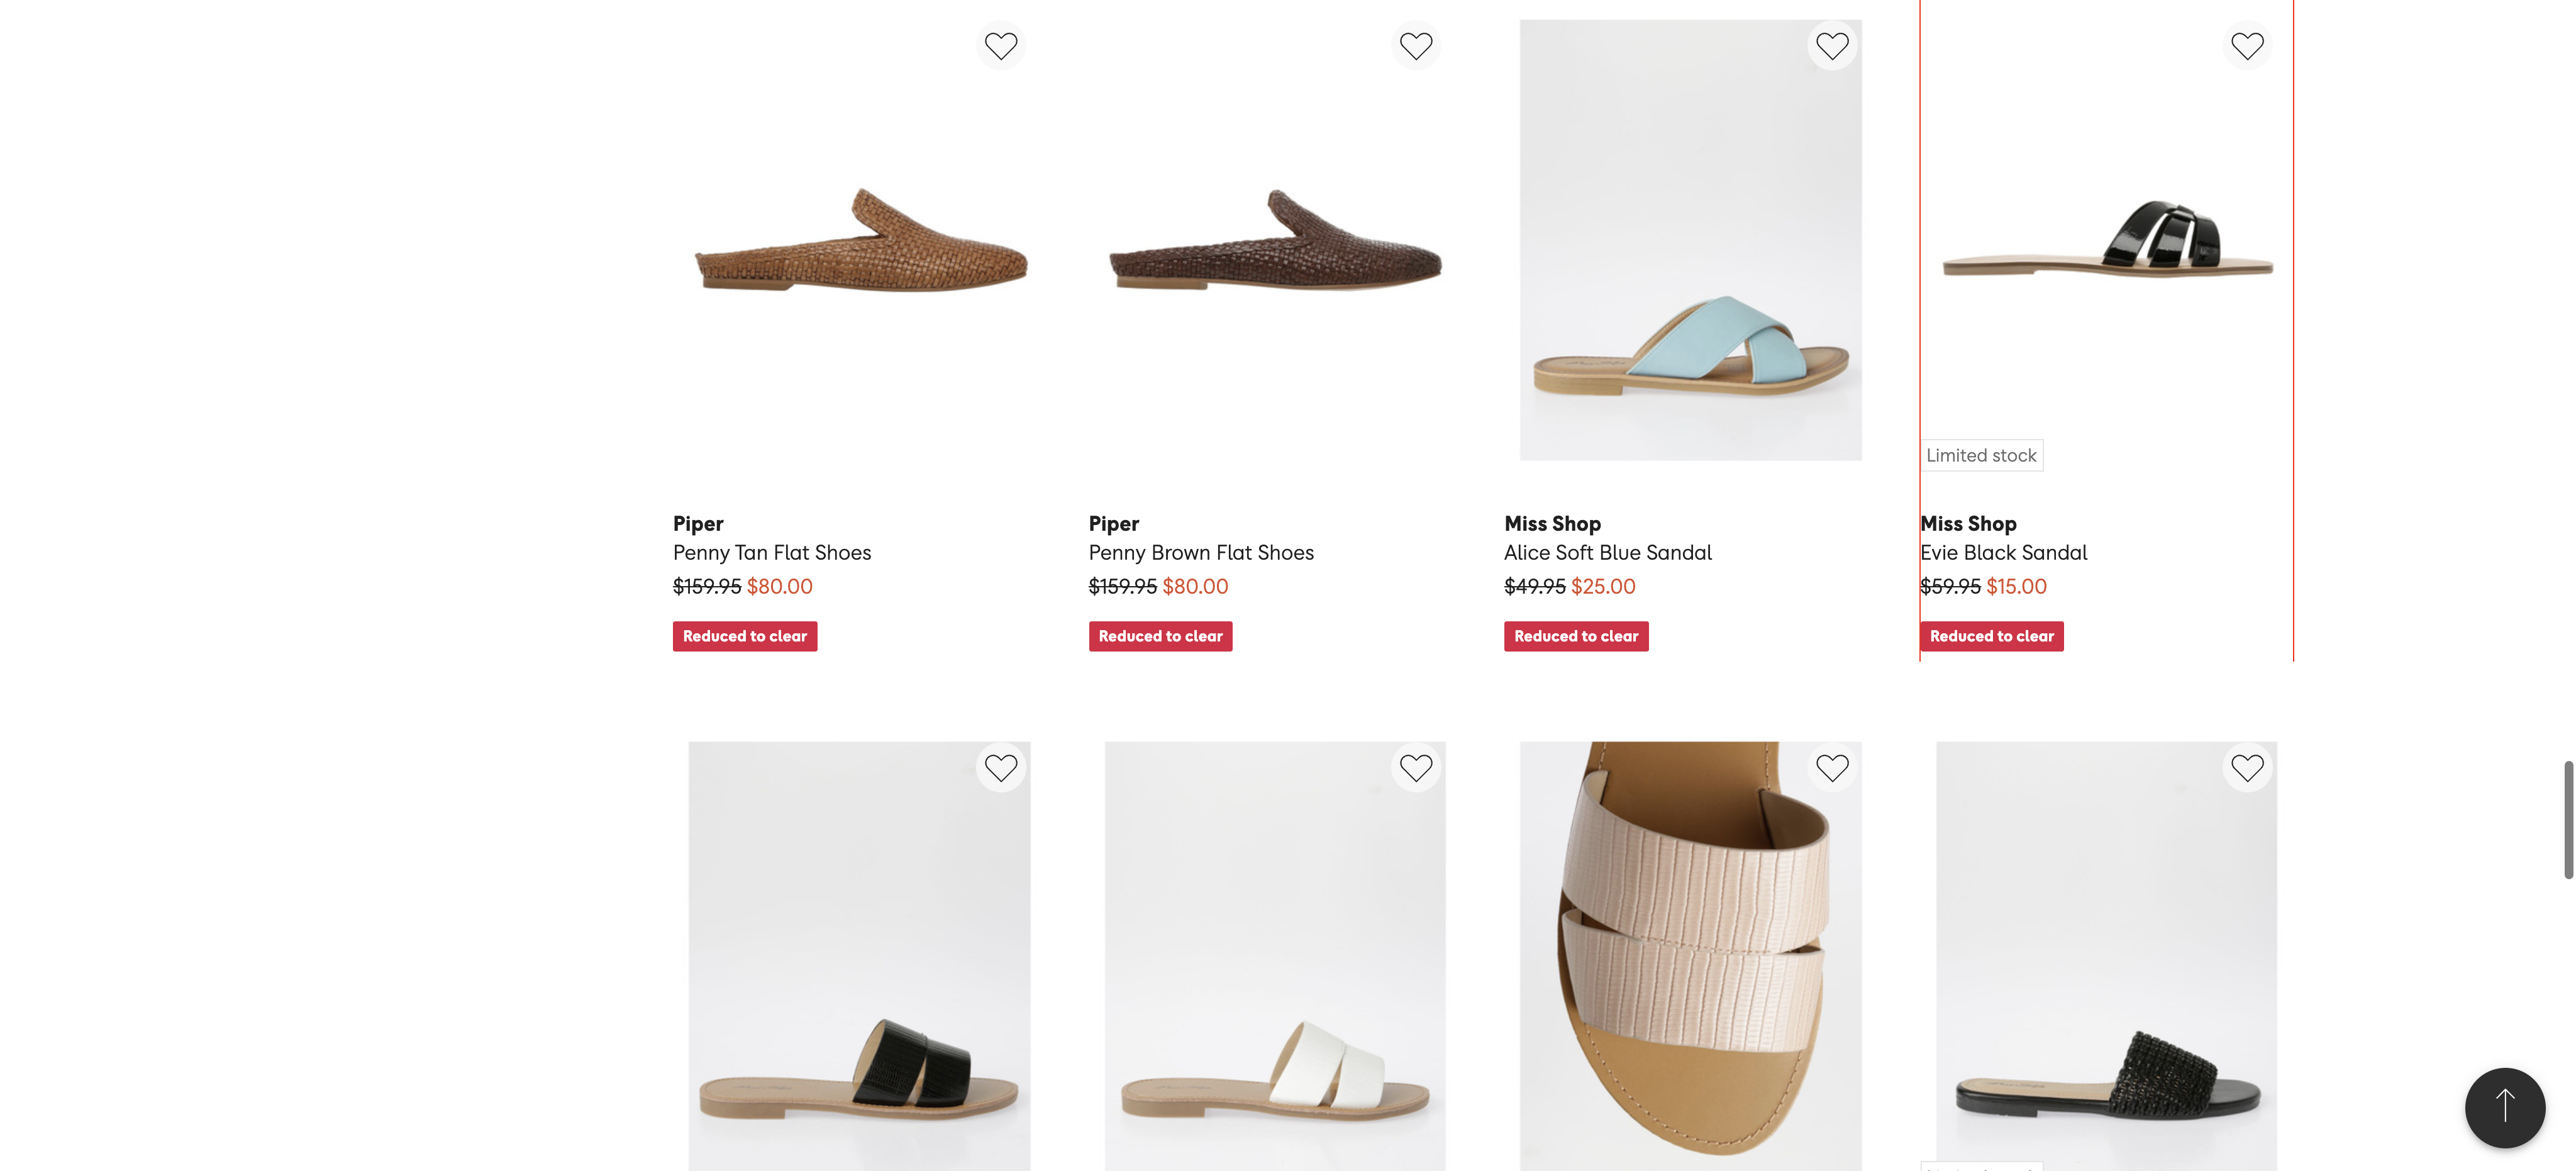 Limited stock
Piper
Penny Tan Flat Shoes
$159.95 $80.00
Reduced to clear
Piper
Penny Brown Flat Shoes
$159.95 $80.00
Reduced to clear
Miss Shop
Alice Soft Blue Sandal
$49.95 $25.00
Reduced to clear
Miss Shop
Evie Black Sandal
$59.95 $15.00
Reduced to clear